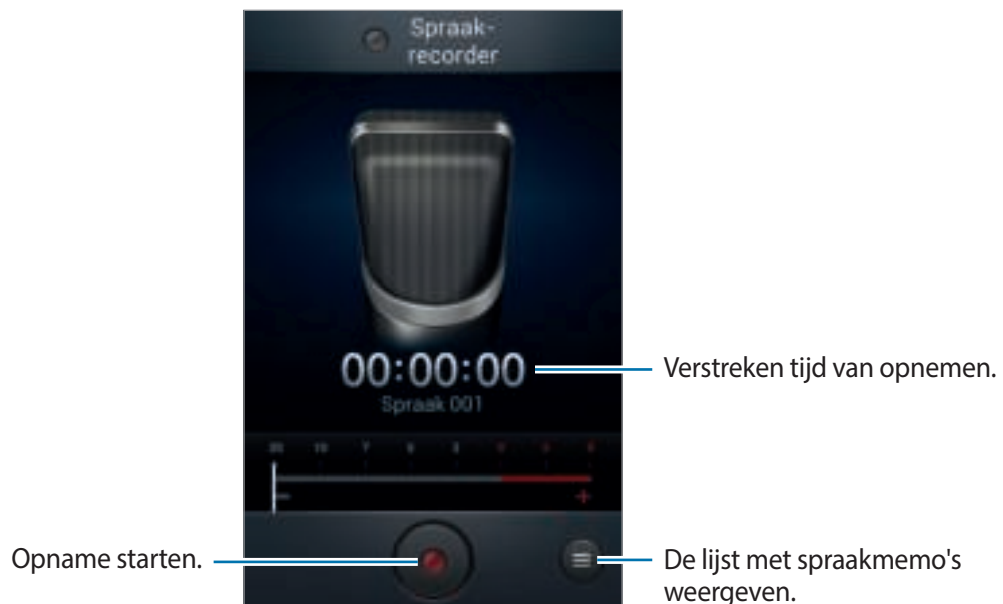 Spraak-
recorder
00:00:00
Verstreken tijd van opnemen.
Spraak 001
Opname starten.
De lijst met spraakmemo's
weergeven.